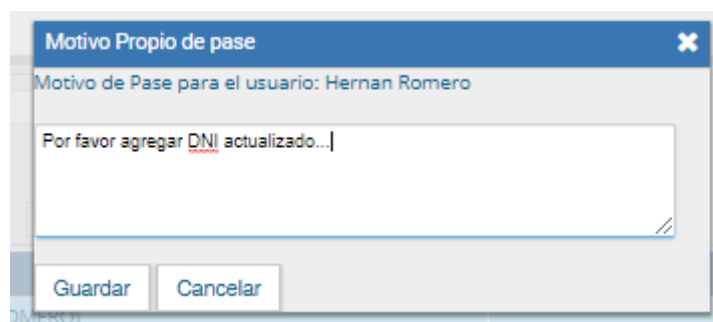 Motivo Propio de pase
Motivo de Pase para el usuario: Hernan Romero
Por favor agregar DNI actualizado...
Guardar Cancelar